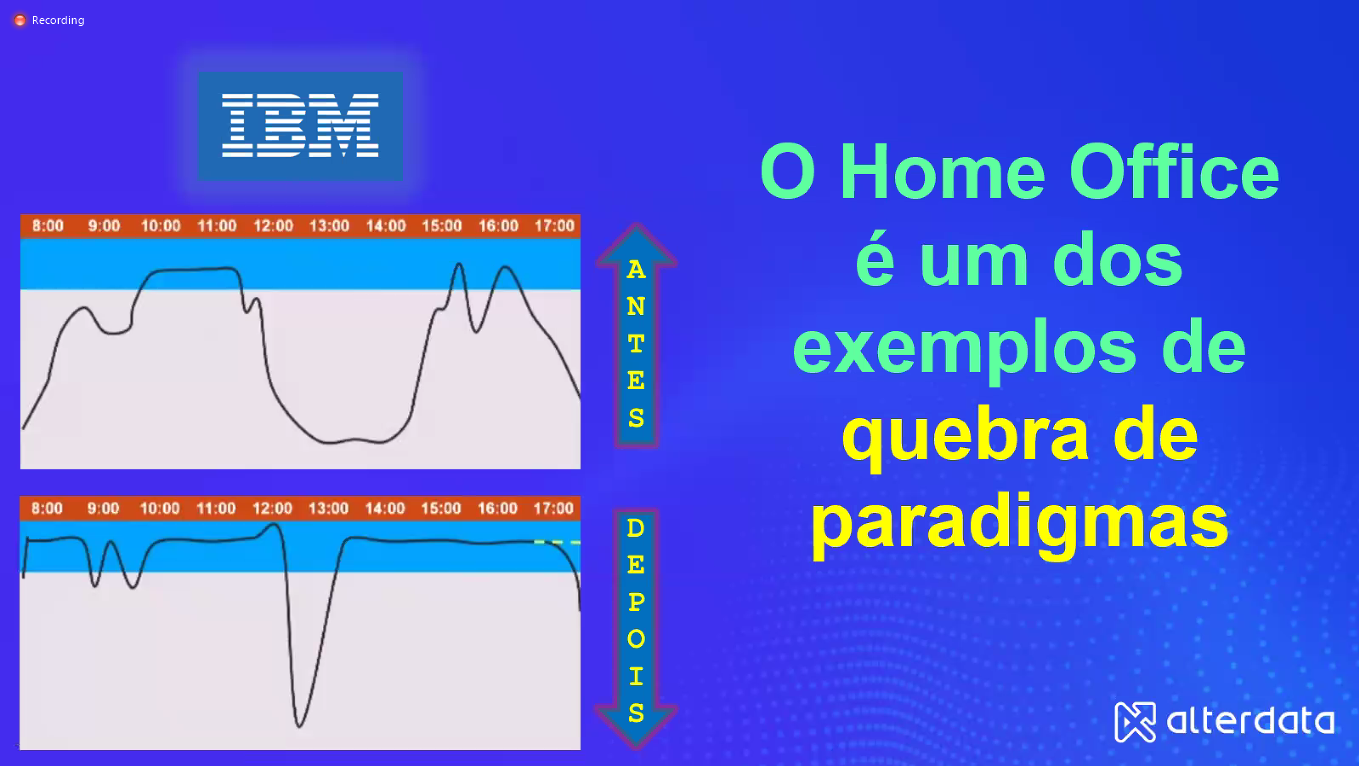 Recording
IBM
8:00 9:00 10:00 11:00 12:00 13:00 14:00 15:00 16:00 17:00
ANTES
8:00 9:00 10:00 11:00 12:00 13:00 14:00 15:00 16:00 17:00
DEPOIS
O Home Office
é um dos
exemplos de
quebra de
paradigmas
alterdata